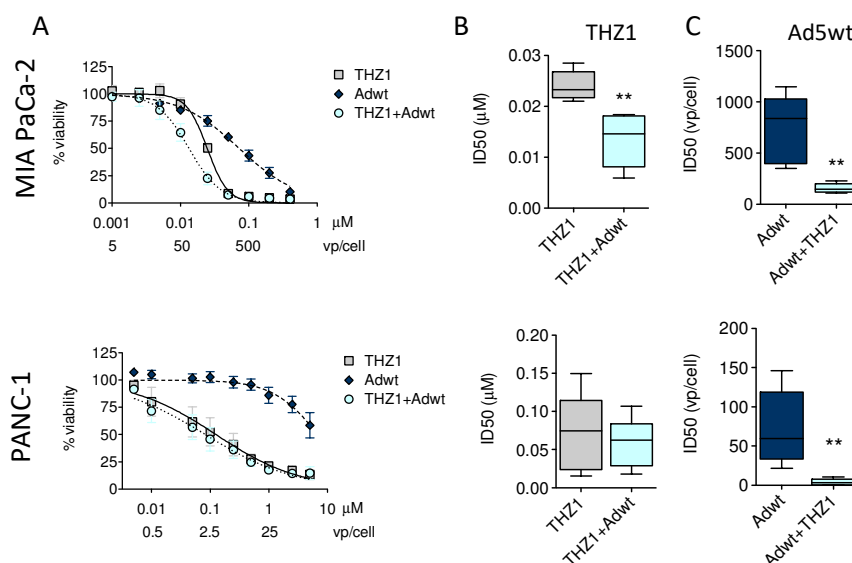 A
MIA PaCa-2
% viability
125
100
75
50
25
0
THZ1
Adwt
THZ1+Adwt
0.001 0.01 0.1 1 μM
5 50 500 vp/cell
B
THZ1
ID50 (μM)
0.03
0.02
0.01
0.00
**
THZ1
THZ1+Adwt
C
Ad5wt
ID50 (vp/cell)
1500
1000
500
0
**
Adwt
Adwt+THZ1
PANC-1
% viability
125
100
75
50
25
0
THZ1
Adwt
THZ1+Adwt
0.01 0.1 1 10 μM
0.5 2.5 25 vp/cell
ID50 (μM)
0.20
0.15
0.10
0.05
0.00
THZ1
THZ1+Adwt
ID50 (vp/cell)
200
150
100
50
0
**
Adwt
Adwt+THZ1